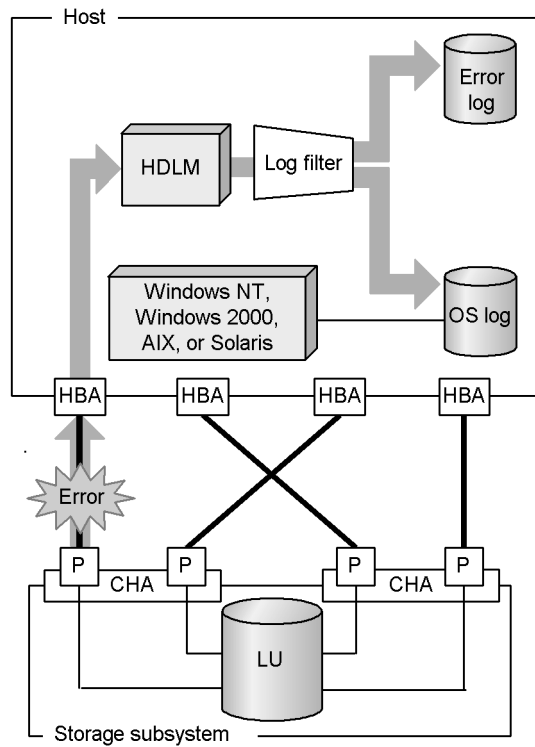 Host
Error
log
HDLM
Log filter
Windows NT,
Windows 2000,
AIX, or Solaris
OS log
HBA
HBA
HBA
HBA
Error
P
P
P
P
CHA
CHA
LU
Storage subsystem